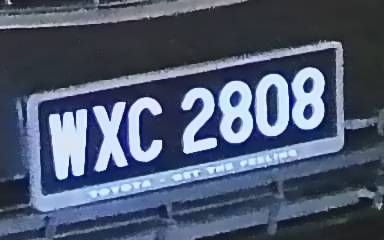 WXC 2808
TOYOTA - GET THE FEELING